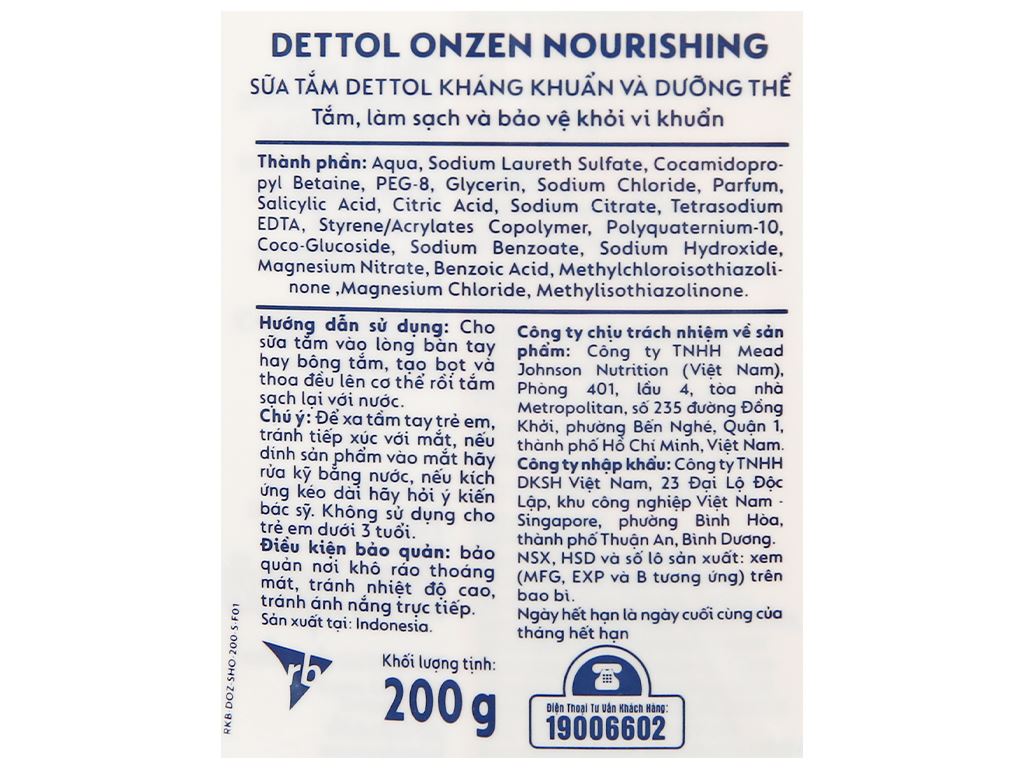 DETTOL ONZEN NOURISHING
SỮA TẮM DETTOL KHÁNG KHUẨN VÀ DƯỠNG THỂ
Tắm, làm sạch và bảo vệ khỏi vi khuẩn
Thành phần: Aqua, Sodium Laureth Sulfate, Cocamidopro-
pyl Betaine, PEG-8, Glycerin, Sodium Chloride, Parfum,
Salicylic Acid, Citric Acid, Sodium Citrate, Tetrasodium
EDTA, Styrene/Acrylates Copolymer, Polyquaternium-10,
Coco-Glucoside, Sodium Benzoate, Sodium Hydroxide,
Magnesium Nitrate, Benzoic Acid, Methylchloroisothiazoli-
none ,Magnesium Chloride, Methylisothiazolinone.
Hướng dẫn sử dụng: Cho
sữa tắm vào lòng bàn tay
hay bông tắm, tạo bọt và
thoa đều lên cơ thể rồi tắm
sạch lại với nước.
Chú ý: Để xa tầm tay trẻ em,
tránh tiếp xúc với mắt, nếu
dính sản phẩm vào mắt hãy
rửa kỹ bằng nước, nếu kích
ứng kéo dài hãy hỏi ý kiến
bác sỹ. Không sử dụng cho
trẻ em dưới 3 tuổi.
Điều kiện bảo quản: bảo
quản nơi khô ráo thoáng
mát, tránh nhiệt độ cao,
tránh ánh nắng trực tiếp.
Sản xuất tại: Indonesia.
Công ty chịu trách nhiệm về sản
phẩm: Công ty TNHH Mead
Johnson Nutrition (Việt Nam),
Phòng 401, lầu 4, tòa nhà
Metropolitan, số 235 đường Đồng
Khởi, phường Bến Nghé, Quận 1,
thành phố Hồ Chí Minh, Việt Nam.
Công ty nhập khẩu: Công ty TNHH
DKSH Việt Nam, 23 Đại Lộ Độc
Lập, khu công nghiệp Việt Nam -
Singapore, phường Bình Hòa,
thành phố Thuận An, Bình Dương.
NSX, HSD và số lô sản xuất: xem
(MFG, EXP và B tương ứng) trên
bao bì.
Ngày hết hạn là ngày cuối cùng của
tháng hết hạn
RKB-DOZ-SHO-200-S-F01
rb
Khối lượng tịnh:
200 g
Điện Thoại Tư Vấn Khách Hàng:
19006602